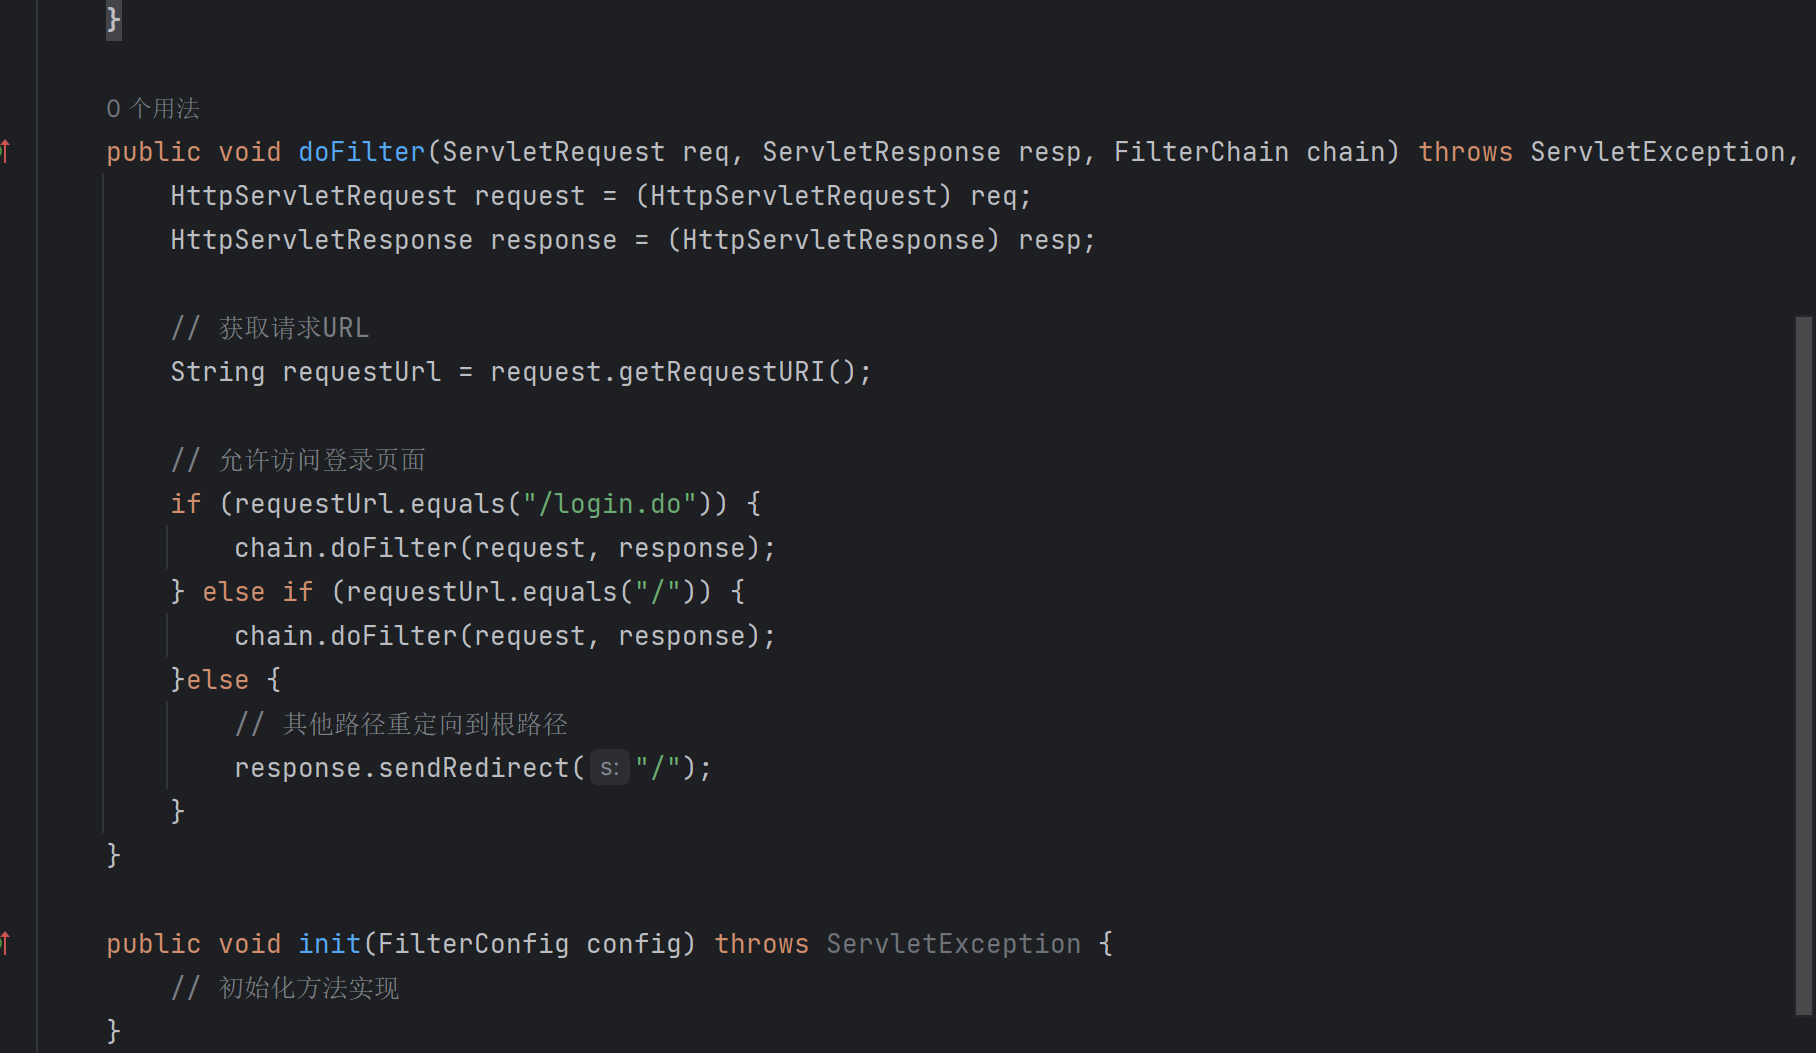 }
0 个用法
public void doFilter(ServletRequest req, ServletResponse resp, FilterChain chain) throws ServletException,
HttpServletRequest request = (HttpServletRequest) req;
HttpServletResponse response = (HttpServletResponse) resp;
// 获取请求URL
String requestUrl = request.getRequestURI();
// 允许访问登录页面
if (requestUrl.equals("/login.do")) {
chain.doFilter(request, response);
} else if (requestUrl.equals("/")) {
chain.doFilter(request, response);
}else {
// 其他路径重定向到根路径
response.sendRedirect( s: "/");
}
}
public void init(FilterConfig config) throws ServletException {
// 初始化方法实现
}